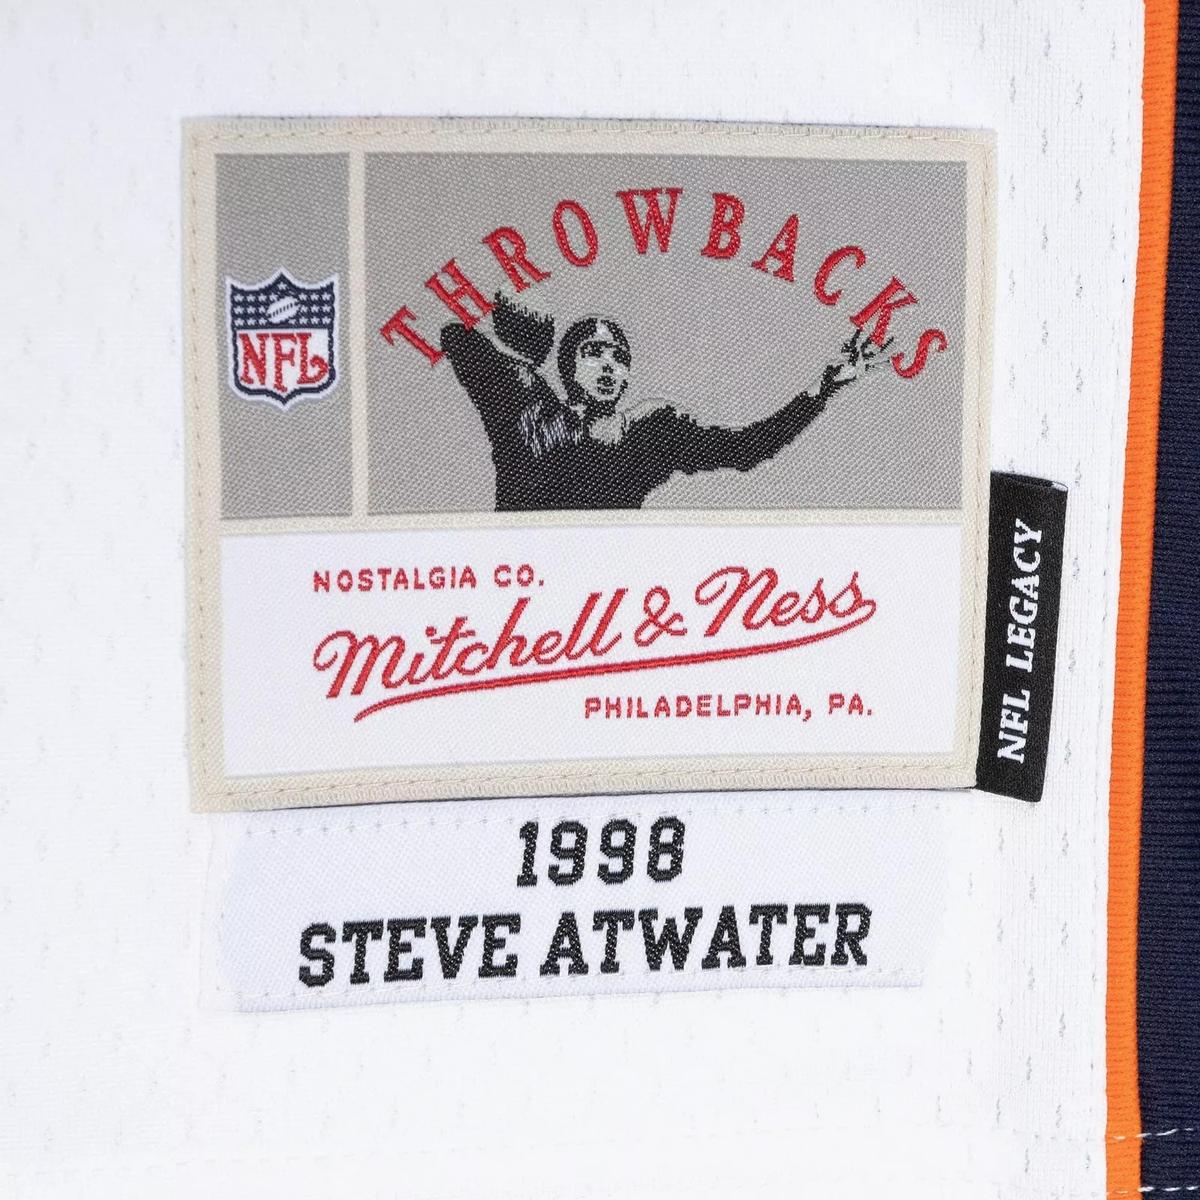 THROWBACKS
NFL
NOSTALGIA CO.
Mitchell & Ness
PHILADELPHIA, PA.
NFL LEGACY
1998
STEVE ATWATER